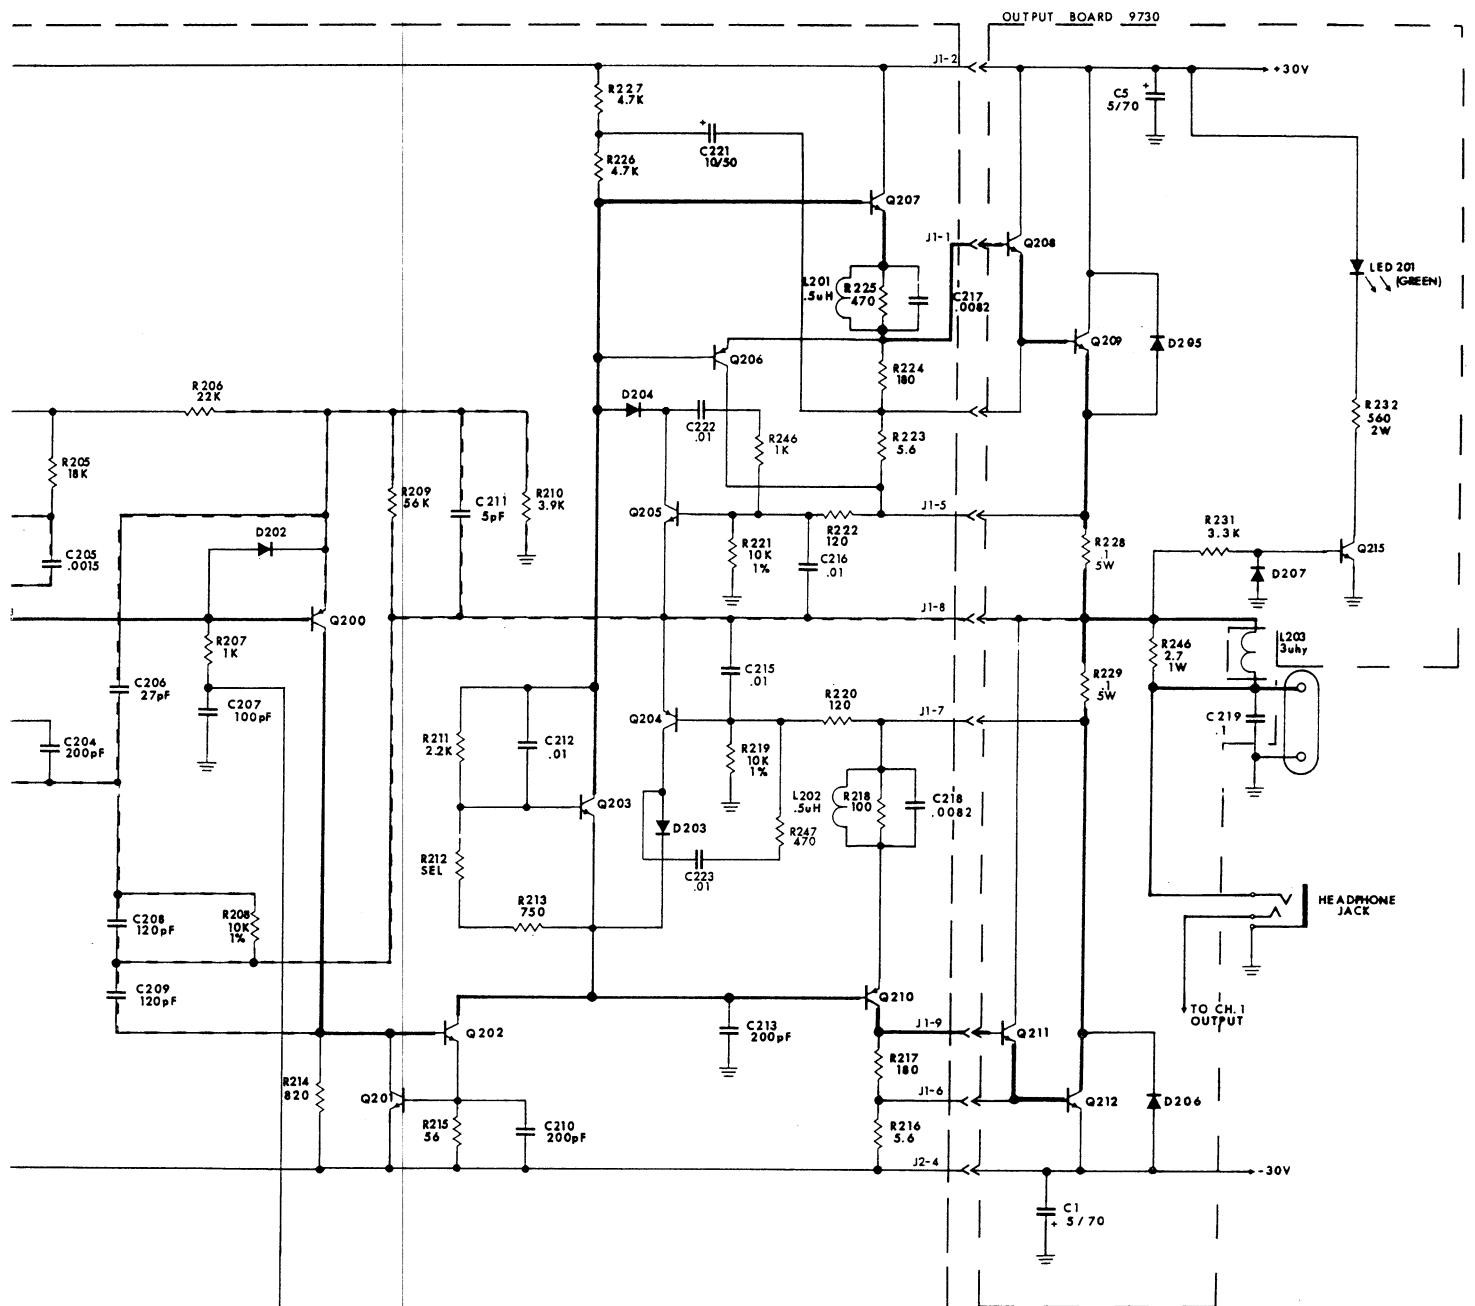 OUTPUT BOARD 9730
J1-2
+30V
R227
4.7K
C5
5/70
+
+
C221
10/50
R226
4.7K
Q207
J1-1
Q208
LED 201
(GREEN)
L201
.5uH
R225
470
C217
.0082
Q206
Q209
D205
R224
180
R206
22K
D204
C222
.01
R246
1K
R223
5.6
R232
560
2W
R205
18K
R209
56K
C211
5pF
R210
3.9K
Q205
J1-5
R222
120
R231
3.3K
D202
R221
10K
1%
C216
.01
R228
.1
5W
Q215
C205
.0015
D207
J1-8
Q200
R207
1K
R246
2.7
1W
L203
3uhy
C215
.01
C206
27pF
R229
.1
5W
R220
120
C207
100pF
Q204
J1-7
C219
.1
C204
200pF
R211
2.2K
C212
.01
R219
10K
1%
L202
.5uH
R218
100
C218
.0082
Q203
D203
R247
470
R212
SEL
C223
.01
R213
750
HEADPHONE
JACK
C208
120pF
R208
10K
1%
C209
120pF
Q210
TO CH. 1
OUTPUT
Q202
C213
200pF
J1-9
Q211
R217
180
R214
820
Q201
J1-6
Q212
D206
R215
56
C210
200pF
R216
5.6
J2-4
-30V
C1
5/70
+